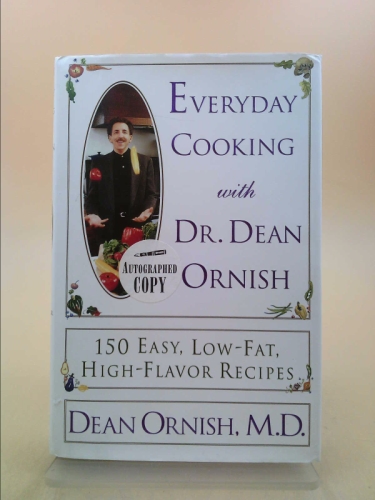 EVERYDAY
COOKING
with
DR. DEAN
ORNISH
AUTOGRAPHED
COPY
150 EASY, LOW-FAT,
HIGH-FLAVOR RECIPES
DEAN ORNISH, M.D.